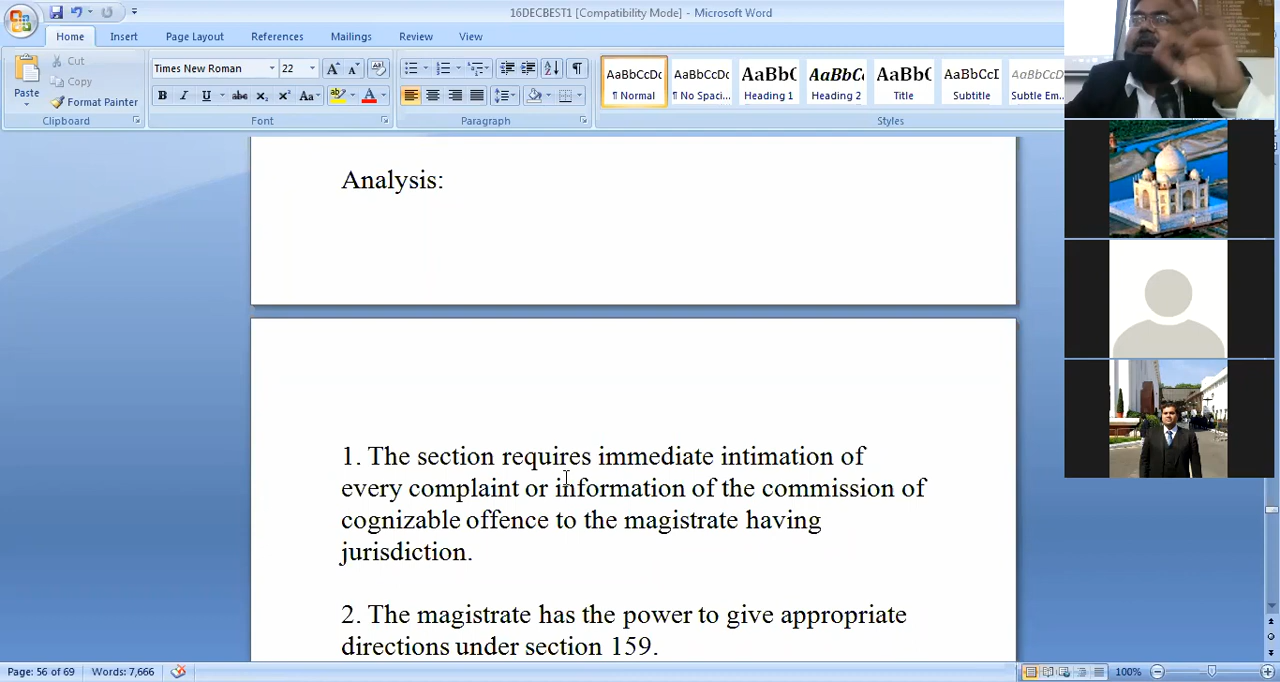 16DECBEST1 [Compatibility Mode] - Microsoft Word
Home Insert Page Layout References Mailings Review View
Cut
Copy
Format Painter
Paste
Clipboard
Times New Roman 22
Font
Paragraph
AaBbCcDc AaBbCcDc AaBbC AaBbC AaBbC AaBbCcI AaBbCcD
¶ Normal ¶ No Spaci... Heading 1 Heading 2 Title Subtitle Subtle Em...
Styles
Analysis:
1. The section requires immediate intimation of
every complaint or information of the commission of
cognizable offence to the magistrate having
jurisdiction.
2. The magistrate has the power to give appropriate
directions under section 159.
Page: 56 of 69 Words: 7,666 100%